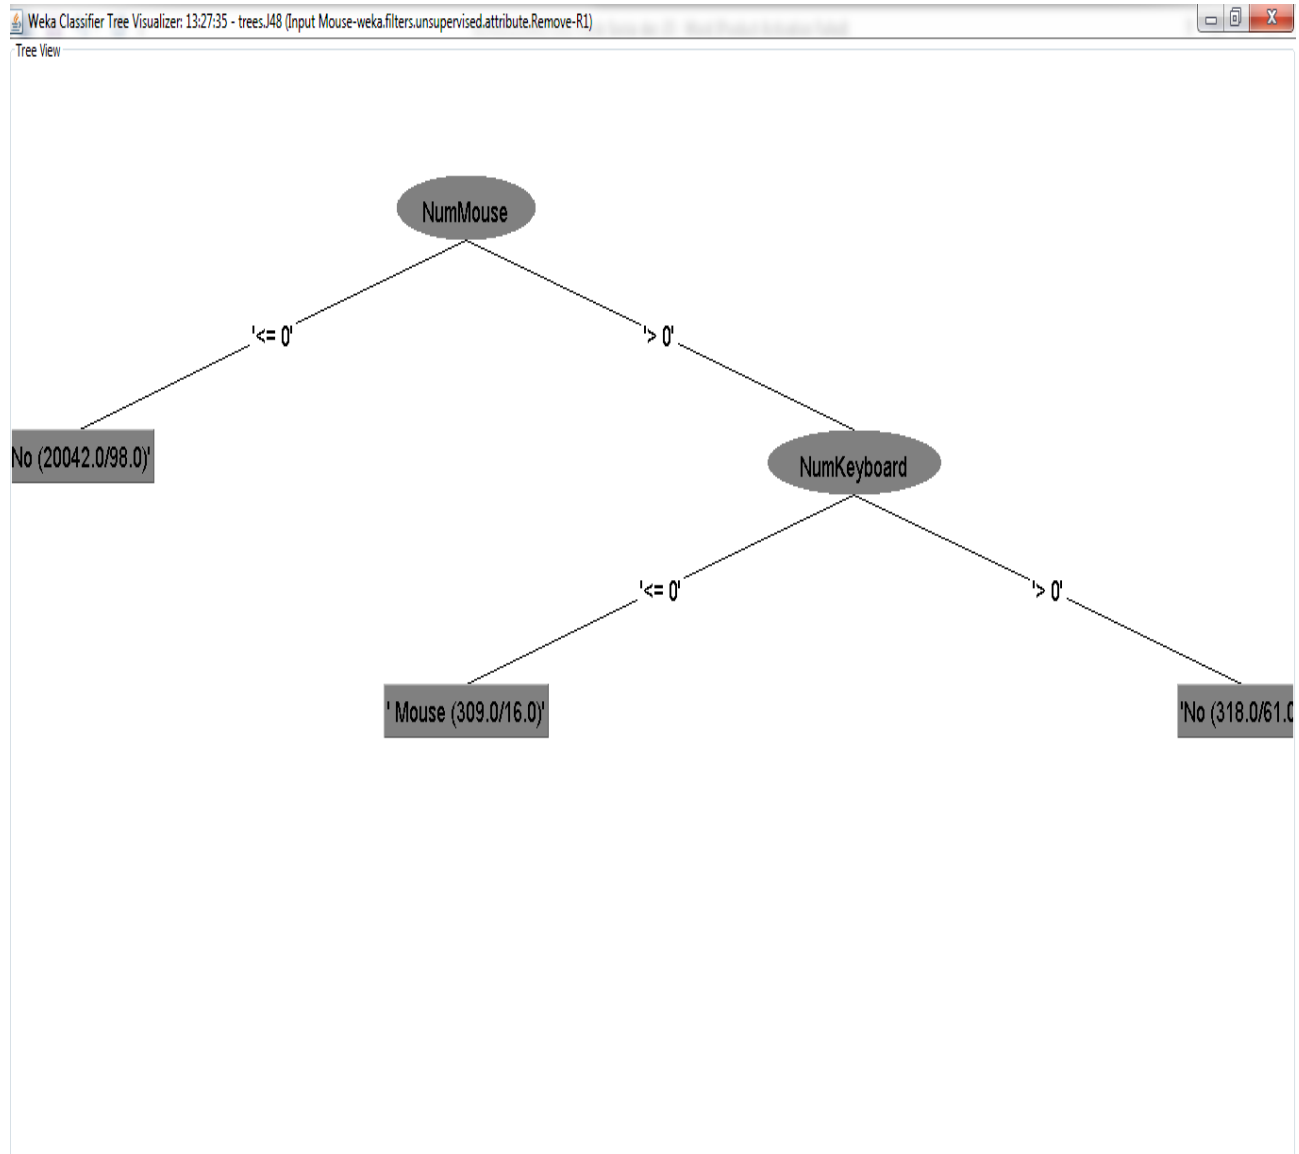 Weka Classifier Tree Visualizer: 13:27:35 - trees.J48 (Input Mouse-weka.filters.unsupervised.attribute.Remove-R1)
Tree View
NumMouse
'<= 0'
'> 0'
No (20042.0/98.0)'
NumKeyboard
'<= 0'
'> 0'
' Mouse (309.0/16.0)'
'No (318.0/61.0